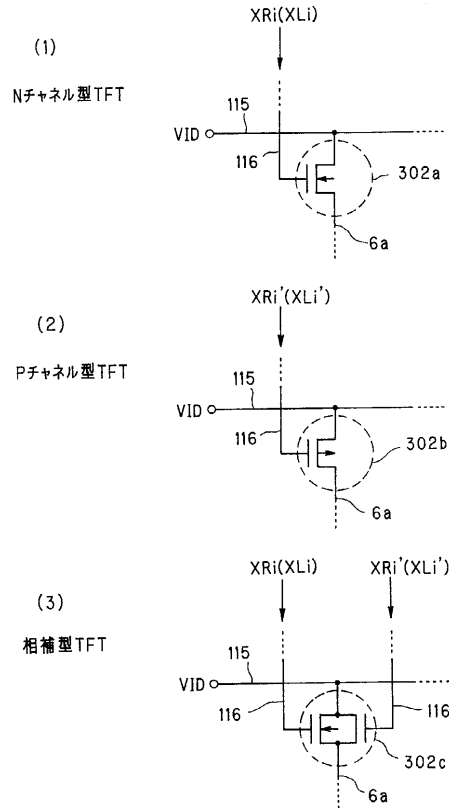 XRi(XLi)
(1)
Nチャネル型TFT
115
VID
116
302a
6a
XRi'(XLi')
(2)
Pチャネル型TFT
115
VID
116
302b
6a
XRi(XLi) XRi'(XLi')
(3)
相補型TFT
115
VID
116 116
302c
6a